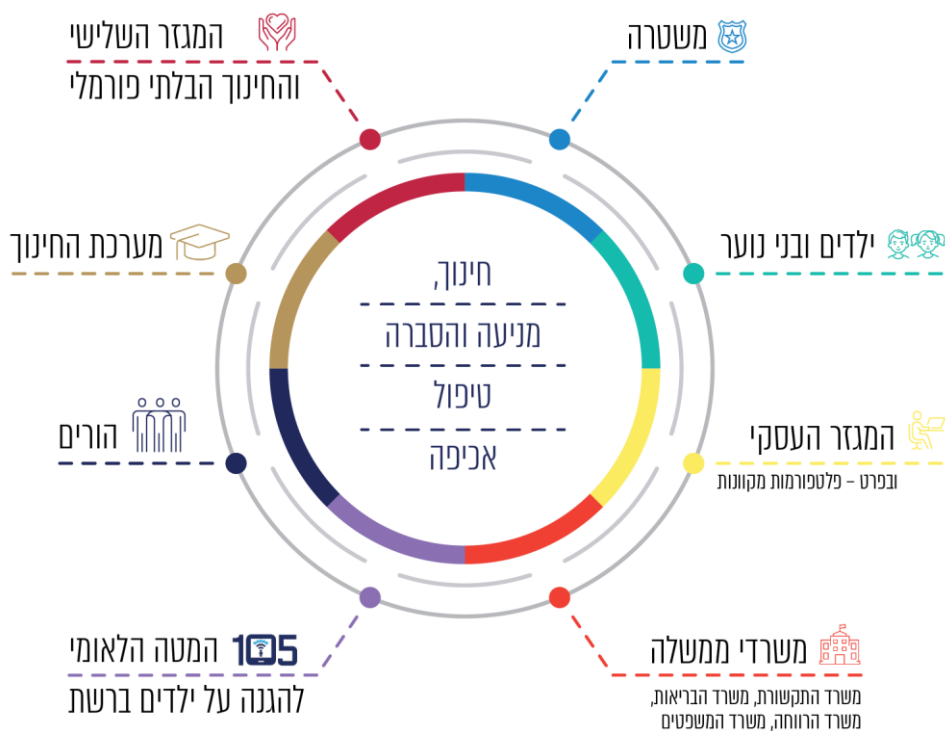 משטרה
המגזר השלישי
והחינוך הבלתי פורמלי
ילדים ובני נוער
מערכת החינוך
חינוך,
מניעה והסברה
טיפול
אכיפה
המגזר העסקי
ובפרט – פלטפורמות מקוונות
הורים
משרדי ממשלה
משרד התקשורת, משרד הבריאות,
משרד הרווחה, משרד המשפטים
105 המטה הלאומי
להגנה על ילדים ברשת